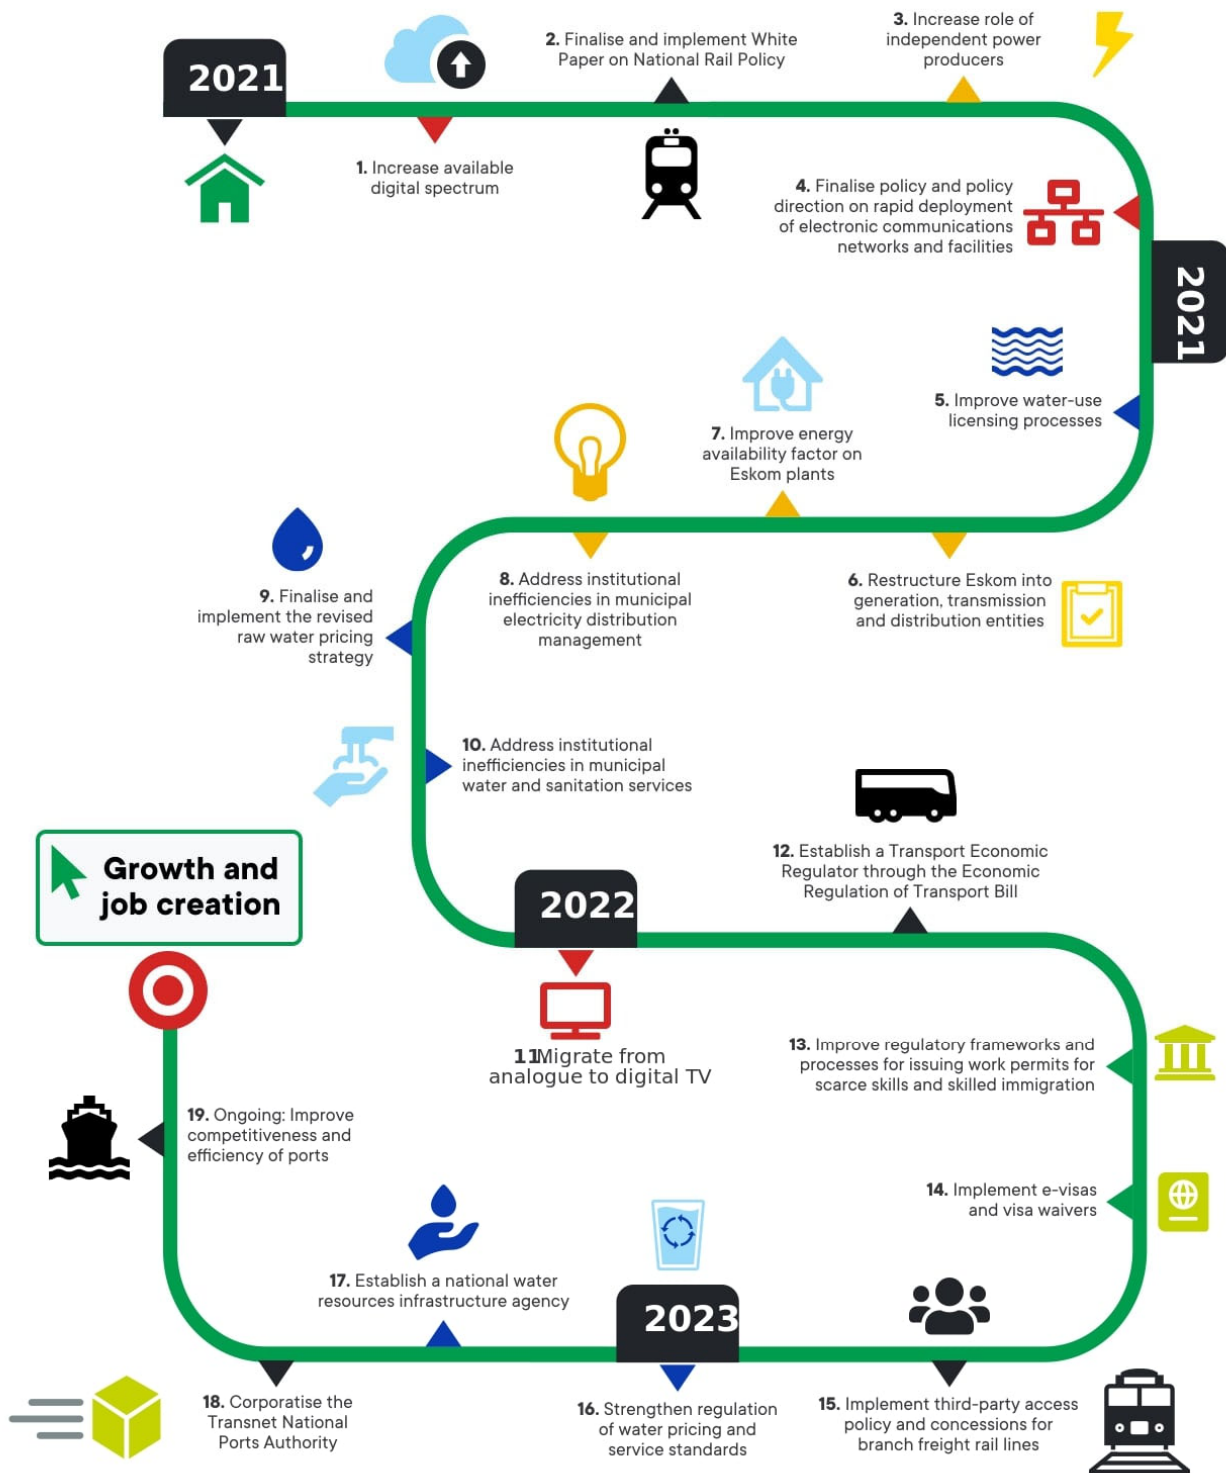 2021
1. Increase available
digital spectrum
2. Finalise and implement White
Paper on National Rail Policy
3. Increase role of
independent power
producers
4. Finalise policy and policy
direction on rapid deployment
of electronic communications
networks and facilities
2021
5. Improve water-use
licensing processes
6. Restructure Eskom into
generation, transmission
and distribution entities
7. Improve energy
availability factor on
Eskom plants
8. Address institutional
inefficiencies in municipal
electricity distribution
management
9. Finalise and
implement the revised
raw water pricing
strategy
10. Address institutional
inefficiencies in municipal
water and sanitation services
2022
11. Migrate from
analogue to digital TV
12. Establish a Transport Economic
Regulator through the Economic
Regulation of Transport Bill
13. Improve regulatory frameworks and
processes for issuing work permits for
scarce skills and skilled immigration
14. Implement e-visas
and visa waivers
15. Implement third-party access
policy and concessions for
branch freight rail lines
2023
16. Strengthen regulation
of water pricing and
service standards
17. Establish a national water
resources infrastructure agency
18. Corporatise the
Transnet National
Ports Authority
19. Ongoing: Improve
competitiveness and
efficiency of ports
Growth and
job creation